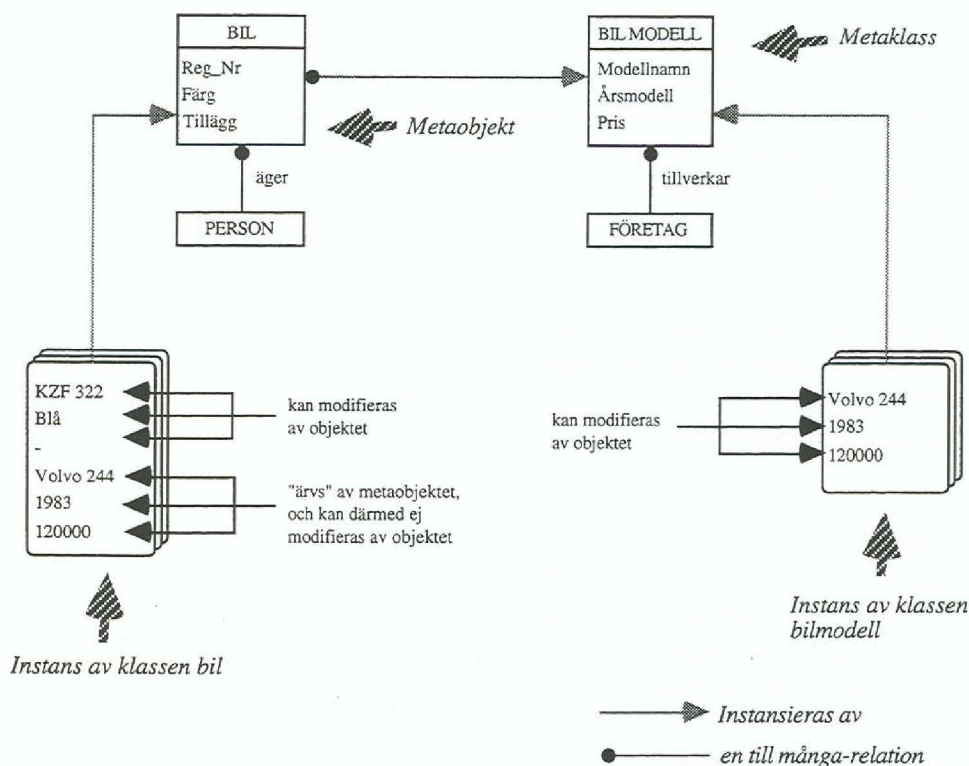 BIL
Reg_Nr
Färg
Tillägg
BIL MODELL
Modellnamn
Årsmodell
Pris
Metaklass
Metaobjekt
äger
PERSON
tillverkar
FÖRETAG
KZF 322
Blå
-
Volvo 244
1983
120000
kan modifieras
av objektet
"ärvs" av metaobjektet,
och kan därmed ej
modifieras av objektet
kan modifieras
av objektet
Volvo 244
1983
120000
Instans av klassen bil
Instans av klassen
bilmodell
Instansieras av
en till många-relation